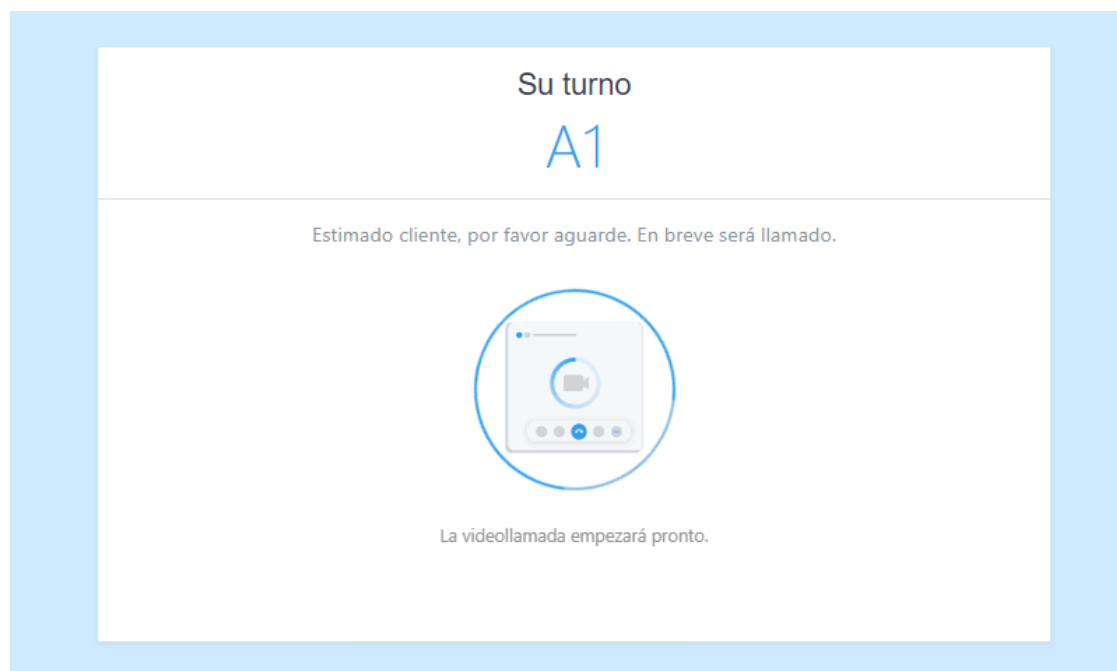 Su turno
A1
Estimado cliente, por favor aguarde. En breve será llamado.
La videollamada empezará pronto.